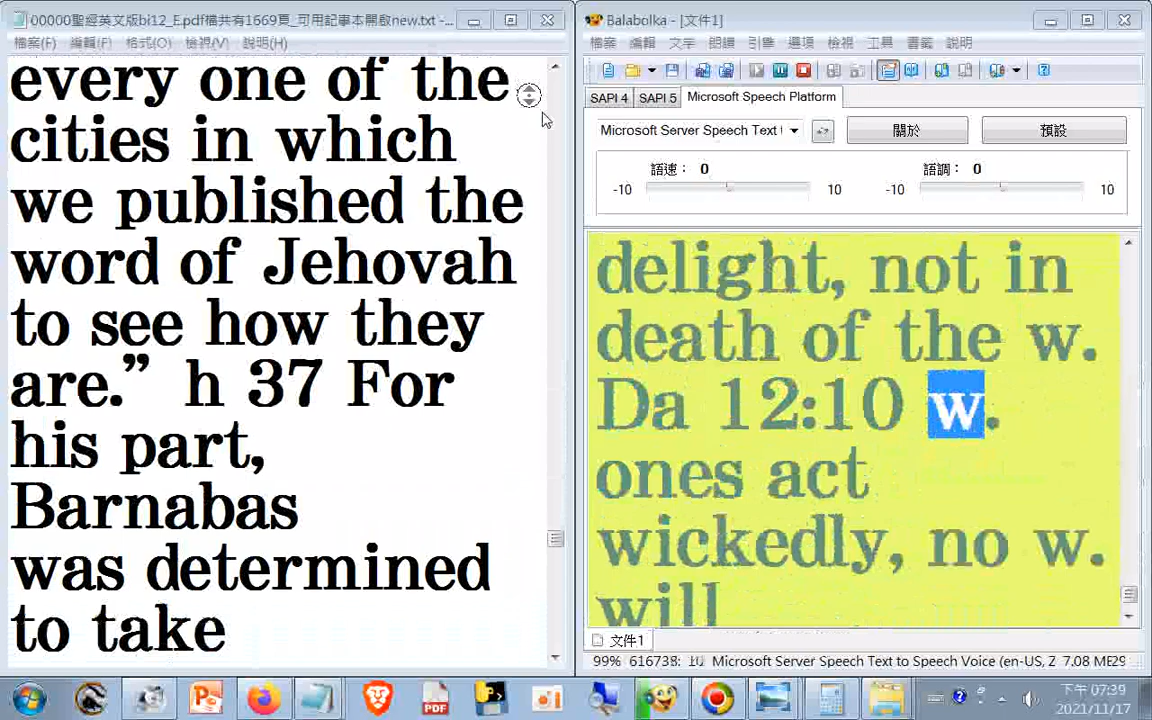 00000聖經英文版bi12_E.pdf檔共有1669頁_可用記事本開啟new.txt -...
檔案(F) 編輯(E) 格式(O) 檢視(V) 說明(H)
every one of the
cities in which
we published the
word of Jehovah
to see how they
are.” h 37 For
his part,
Barnabas
was determined
to take
Balabolka - [文件1]
檔案 編輯 文字 朗讀 引擎 選項 檢視 工具 書籤 說明
SAPI 4 SAPI 5 Microsoft Speech Platform
Microsoft Server Speech Text 關於 預設
語速： 0 語調： 0
-10 10 -10 10
delight, not in
death of the w.
Da 12:10 w.
ones act
wickedly, no w.
will
文件1
99% 616738: 10 Microsoft Server Speech Text to Speech Voice (en-US, Z 7.08 ME29
下午 07:39
2021/11/17